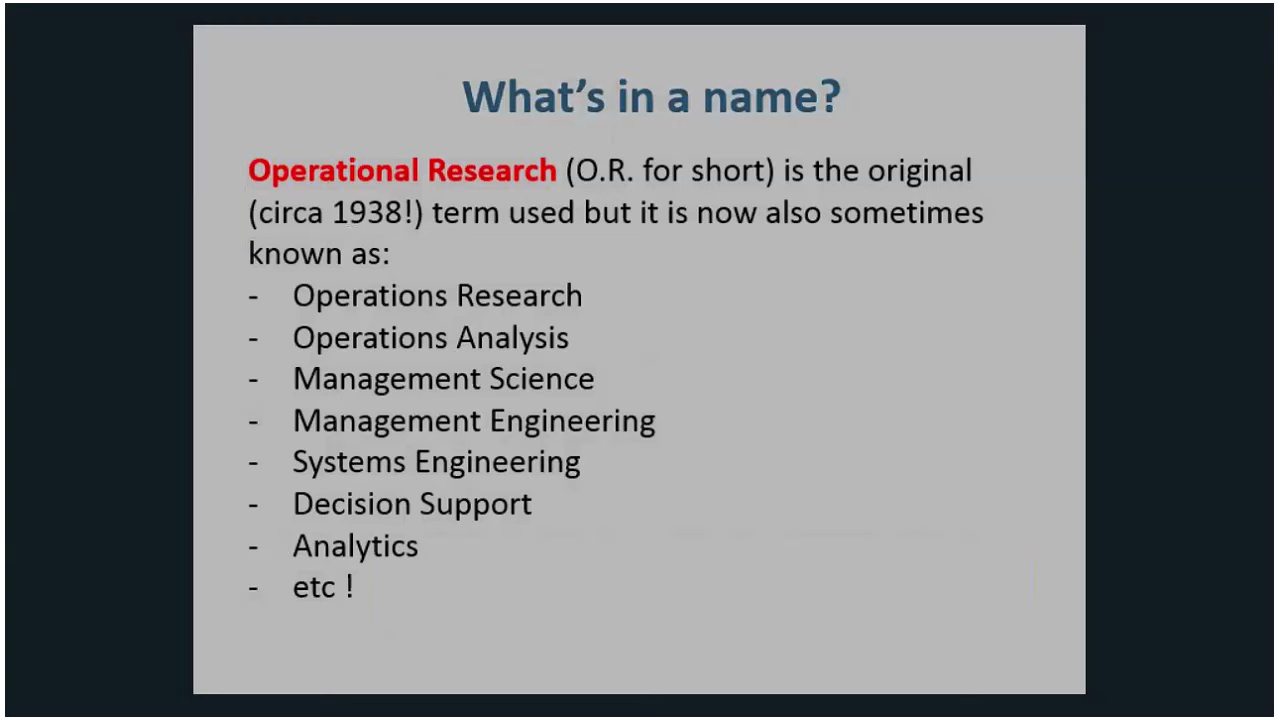 What's in a name?
Operational Research (O.R. for short) is the original
(circa 1938!) term used but it is now also sometimes
known as:
- Operations Research
- Operations Analysis
- Management Science
- Management Engineering
- Systems Engineering
- Decision Support
- Analytics
- etc !